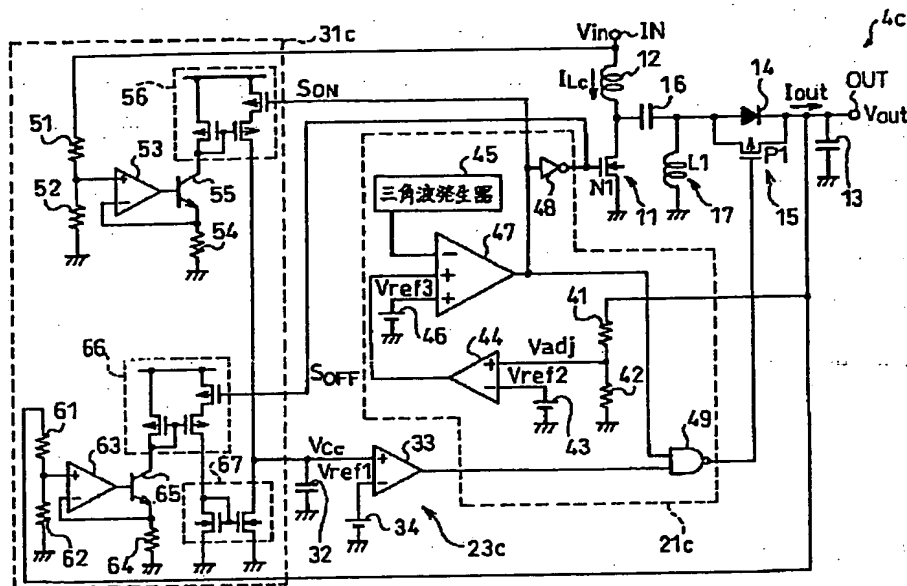 31c
Vin IN
4c
56
SON
ILc
12
16
14
Iout
OUT
Vout
51
53
55
52
54
45
三角波発生器
48
N1
11
L1
17
P1
15
13
47
Vref3
46
41
44
Vadj
Vref2
42
43
49
66
SOFF
61
63
65
62
64
67
VCc
Vref1
33
32
34
23c
21c